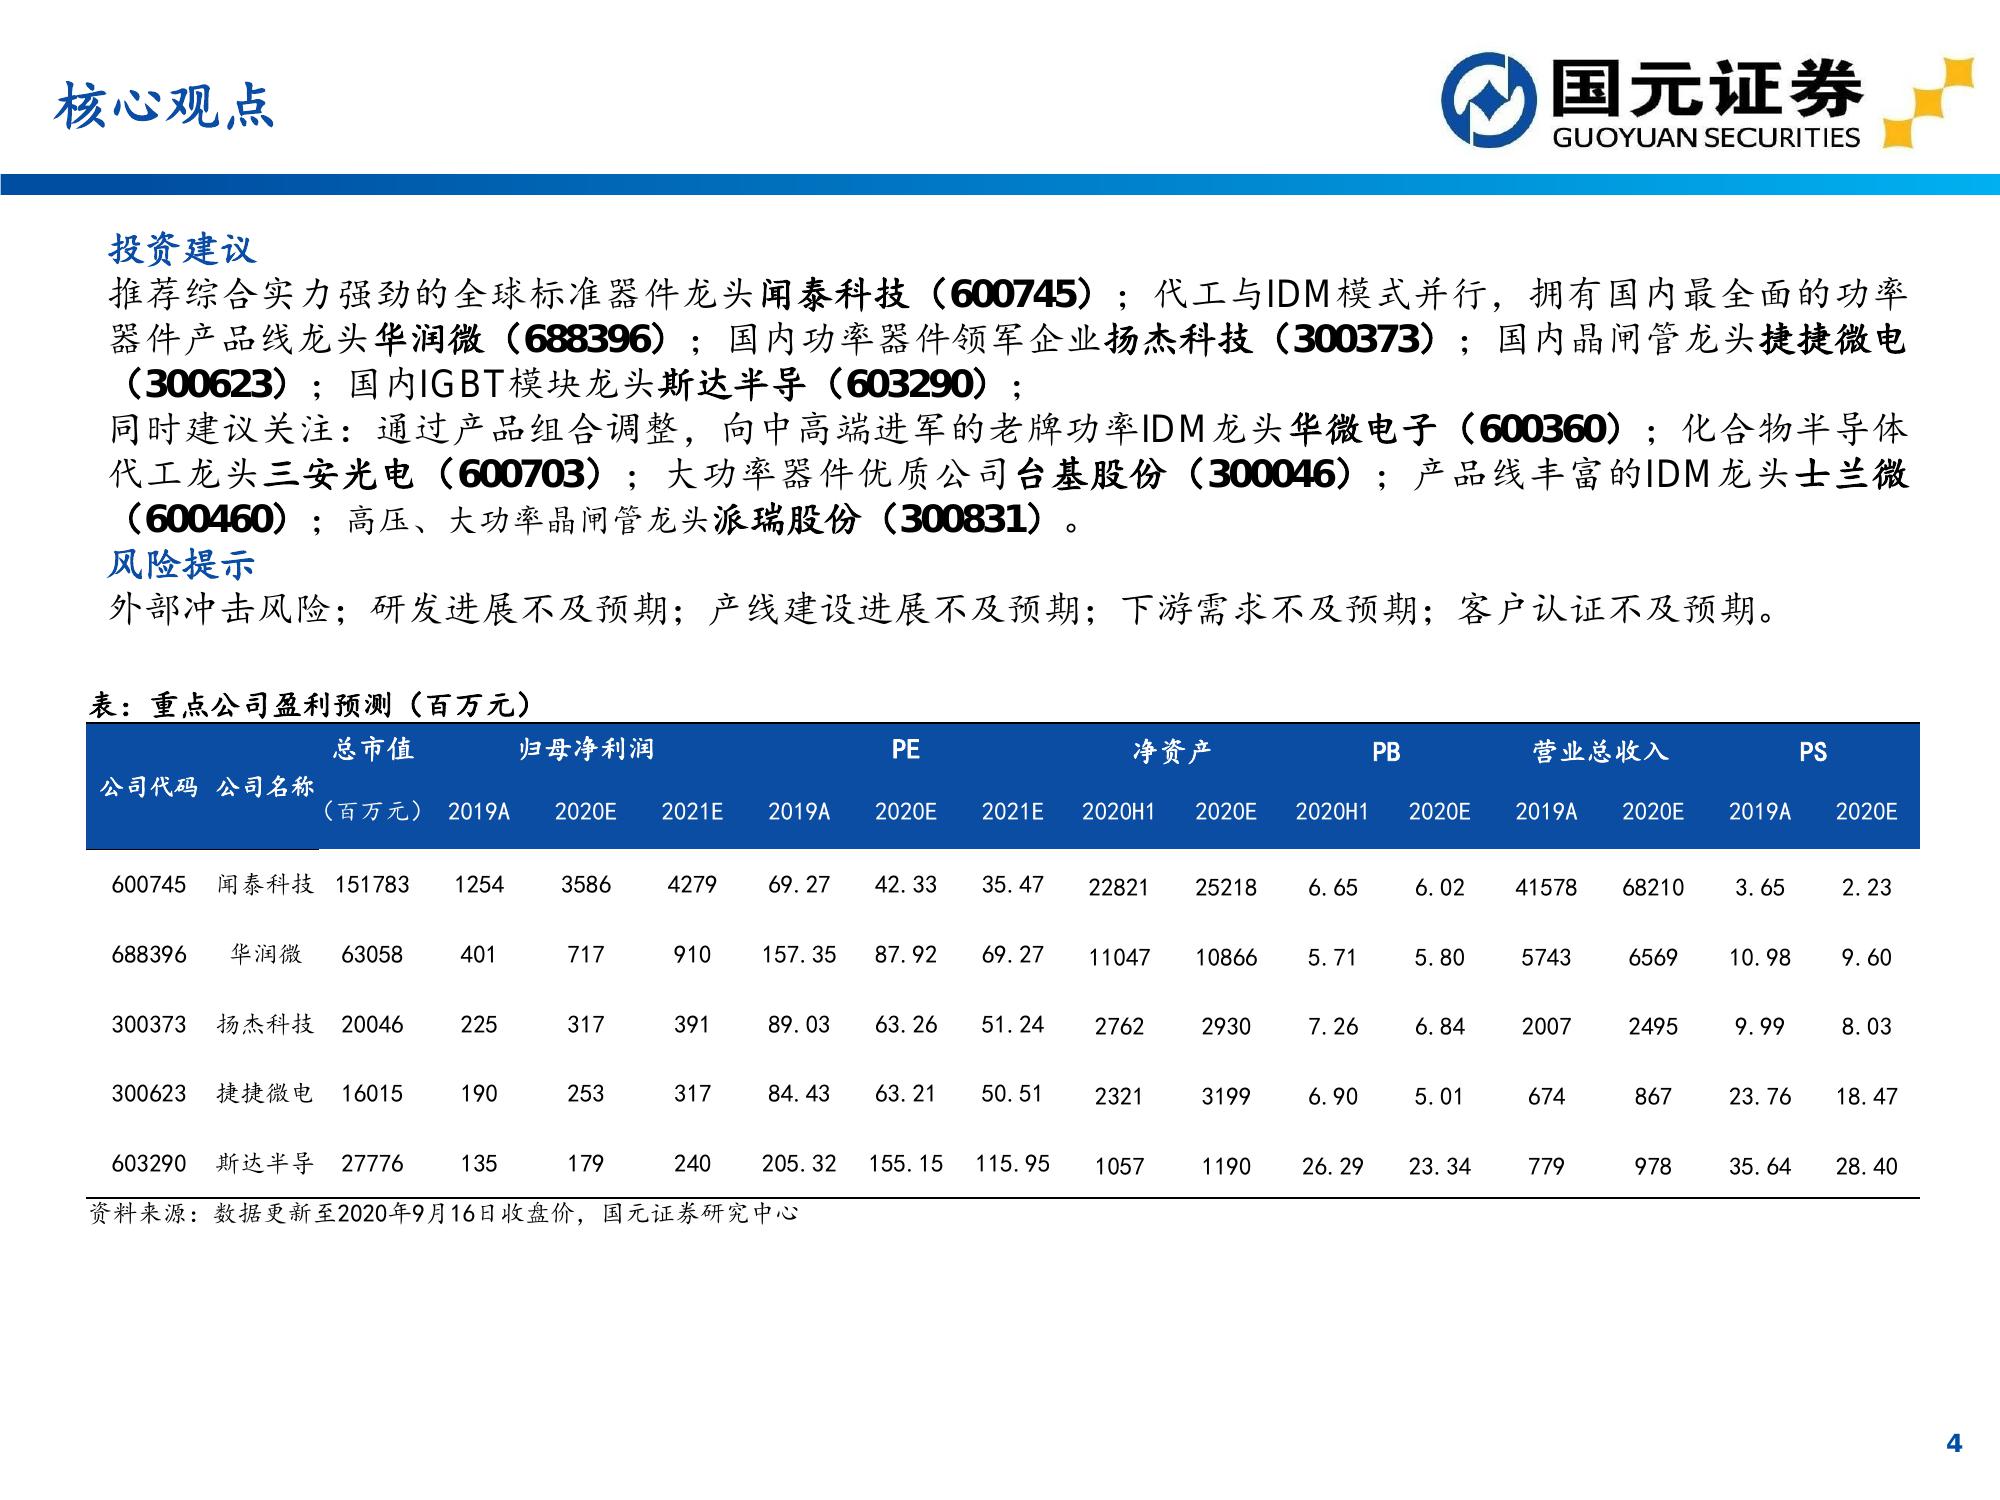 核心观点
国元证券
GUOYUAN SECURITIES
投资建议
推荐综合实力强劲的全球标准器件龙头闻泰科技（600745）；代工与IDM模式并行，拥有国内最全面的功率
器件产品线龙头华润微（688396）；国内功率器件领军企业扬杰科技（300373）；国内晶闸管龙头捷捷微电
（300623）；国内IGBT模块龙头斯达半导（603290）；
同时建议关注：通过产品组合调整，向中高端进军的老牌功率IDM龙头华微电子（600360）；化合物半导体
代工龙头三安光电（600703）；大功率器件优质公司台基股份（300046）；产品线丰富的IDM龙头士兰微
（600460）；高压、大功率晶闸管龙头派瑞股份（300831）。
风险提示
外部冲击风险；研发进展不及预期；产线建设进展不及预期；下游需求不及预期；客户认证不及预期。
表：重点公司盈利预测（百万元）
公司代码 公司名称 总市值 归母净利润 PE 净资产 PB 营业总收入 PS
（百万元） 2019A 2020E 2021E 2019A 2020E 2021E 2020H1 2020E 2020H1 2020E 2019A 2020E 2019A 2020E
600745 闻泰科技 151783 1254 3586 4279 69.27 42.33 35.47 22821 25218 6.65 6.02 41578 68210 3.65 2.23
688396 华润微 63058 401 717 910 157.35 87.92 69.27 11047 10866 5.71 5.80 5743 6569 10.98 9.60
300373 扬杰科技 20046 225 317 391 89.03 63.26 51.24 2762 2930 7.26 6.84 2007 2495 9.99 8.03
300623 捷捷微电 16015 190 253 317 84.43 63.21 50.51 2321 3199 6.90 5.01 674 867 23.76 18.47
603290 斯达半导 27776 135 179 240 205.32 155.15 115.95 1057 1190 26.29 23.34 779 978 35.64 28.40
资料来源：数据更新至2020年9月16日收盘价，国元证券研究中心
4